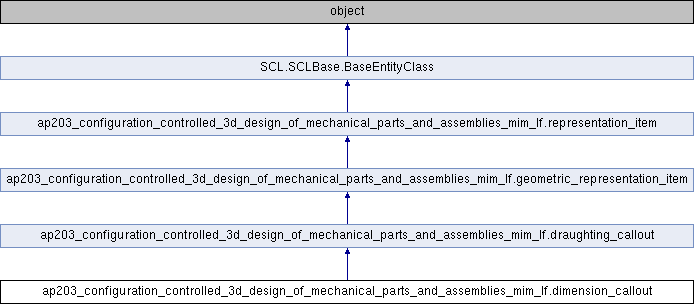 object
SCL.SCLBase.BaseEntityClass
ap203_configuration_controlled_3d_design_of_mechanical_parts_and_assemblies_mim_lf.representation_item
ap203_configuration_controlled_3d_design_of_mechanical_parts_and_assemblies_mim_lf.geometric_representation_item
ap203_configuration_controlled_3d_design_of_mechanical_parts_and_assemblies_mim_lf.draughting_callout
ap203_configuration_controlled_3d_design_of_mechanical_parts_and_assemblies_mim_lf.dimension_callout